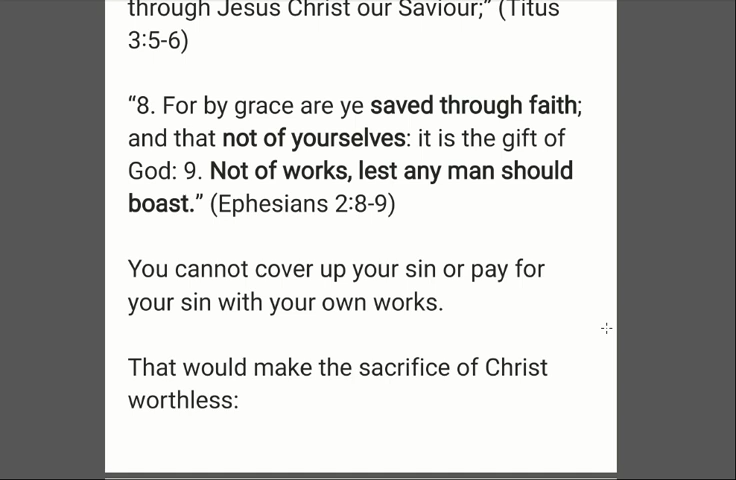 through Jesus Christ our Saviour;” (Titus
3:5-6)
“8. For by grace are ye saved through faith;
and that not of yourselves: it is the gift of
God: 9. Not of works, lest any man should
boast.” (Ephesians 2:8-9)
You cannot cover up your sin or pay for
your sin with your own works.
That would make the sacrifice of Christ
worthless: